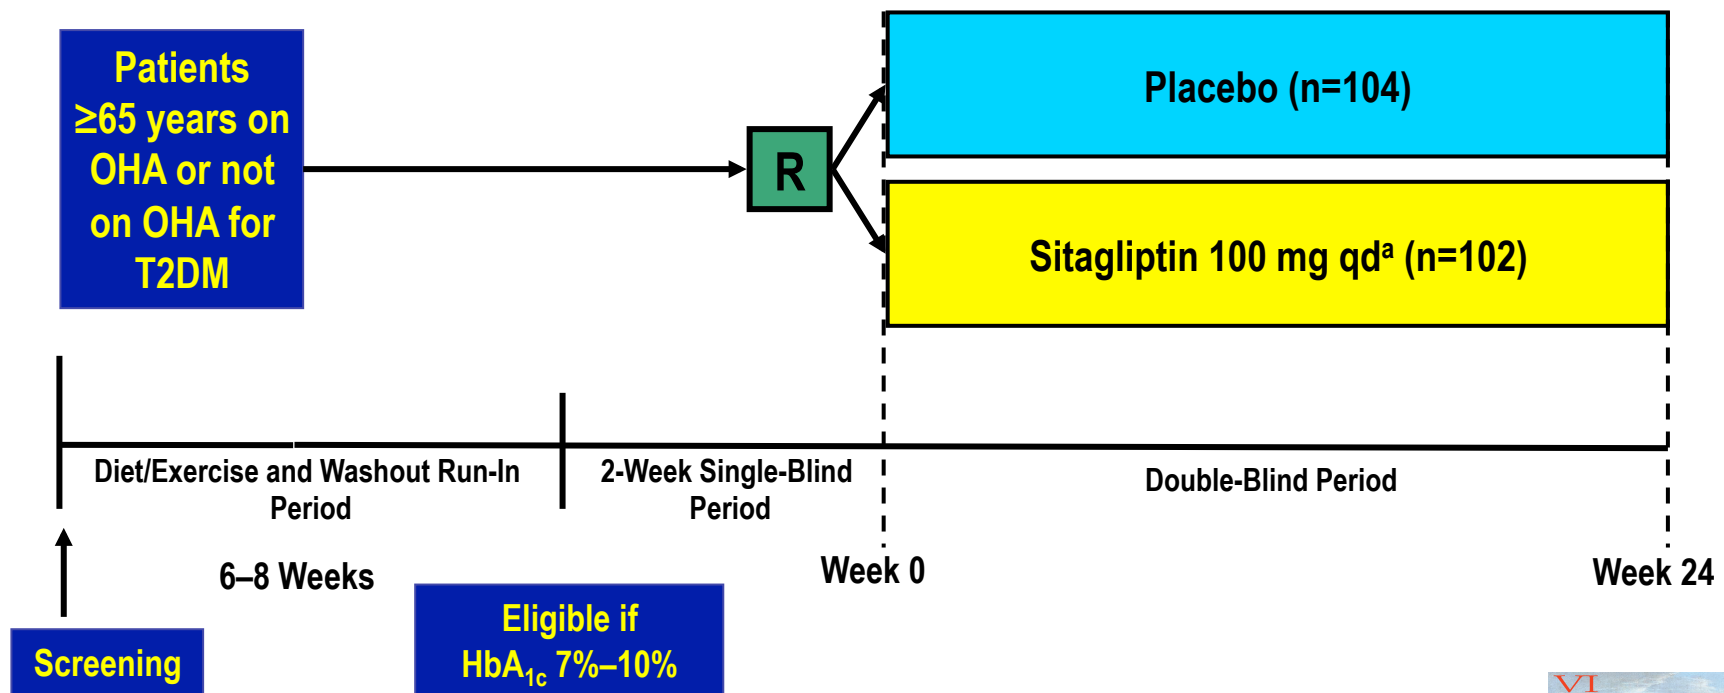 Patients
≥65 years on
OHA or not
on OHA for
T2DM
R
Placebo (n=104)
Sitagliptin 100 mg qdᵃ (n=102)
Diet/Exercise and Washout Run-In
Period
2-Week Single-Blind
Period
Double-Blind Period
6–8 Weeks
Week 0
Week 24
Screening
Eligible if
HbA₁c 7%–10%
VI